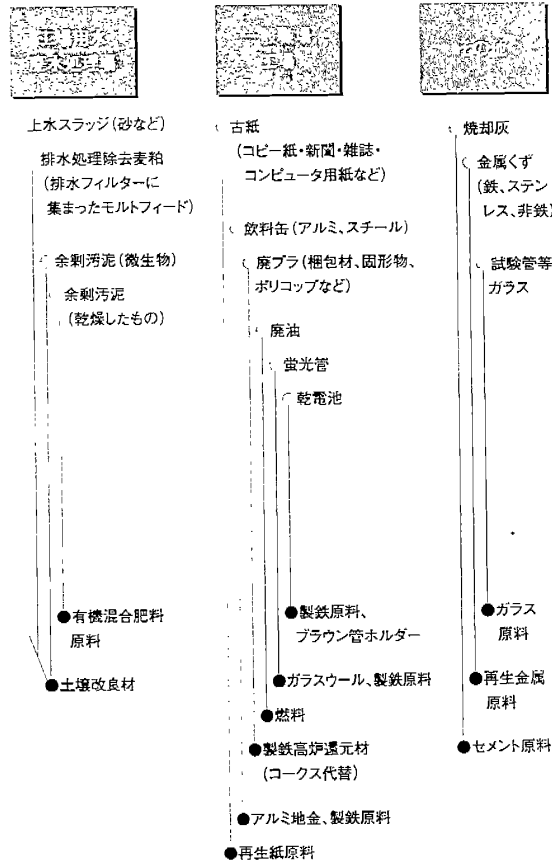 上水スラッジ(砂など)
排水処理除去麦粕
(排水フィルターに
集まったモルトフィード)
余剰汚泥(微生物)
余剰汚泥
(乾燥したもの)
●有機混合肥料
原料
●土壌改良材
工場
古紙
(コピー紙・新聞・雑誌・
コンピュータ用紙など)
飲料缶(アルミ、スチール)
廃プラ(梱包材、固形物、
ポリコップなど)
廃油
蛍光管
乾電池
●製鉄原料、
ブラウン管ホルダー
●ガラスウール、製鉄原料
●燃料
●製鉄高炉還元材
(コークス代替)
●アルミ地金、製鉄原料
●再生紙原料
その他
焼却灰
金属くず
(鉄、ステン
レス、非鉄)
試験管等
ガラス
●ガラス
原料
●再生金属
原料
●セメント原料